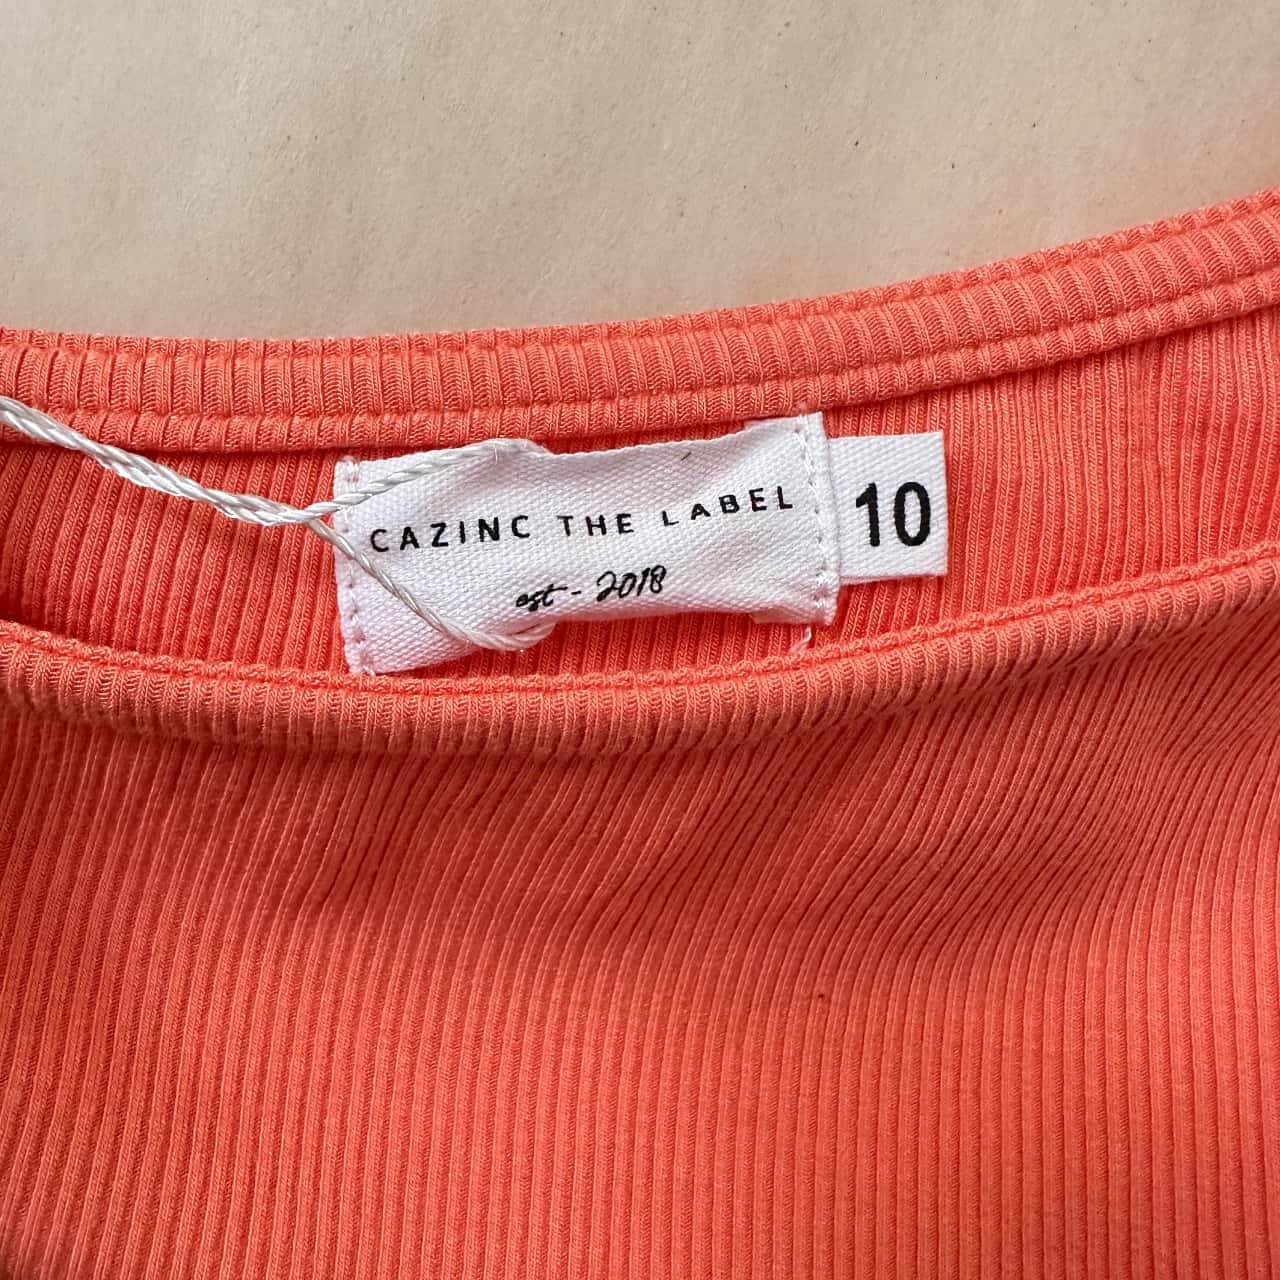 CAZINC THE LABEL
est - 2018
10